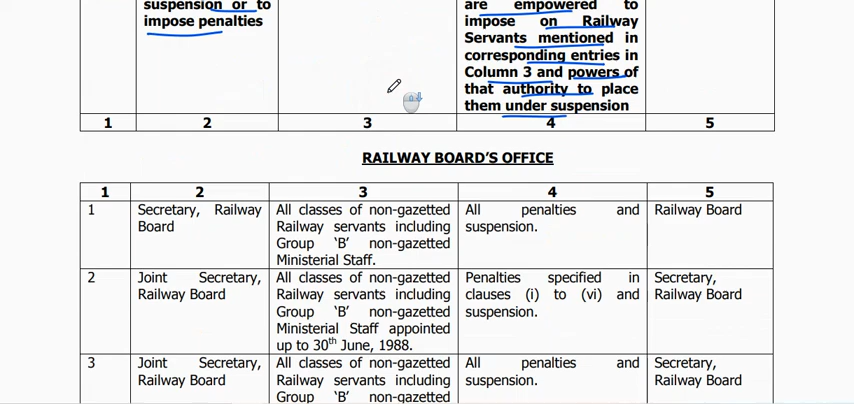 suspension or to
impose penalties
are empowered to
impose on Railway
Servants mentioned in
corresponding entries in
Column 3 and powers of
that authority to place
them under suspension
1 2 3 4 5
RAILWAY BOARD'S OFFICE
1 2 3 4 5
1 Secretary, Railway Board All classes of non-gazetted All penalties and Railway Board
Railway servants including suspension.
Group 'B' non-gazetted
Ministerial Staff.
2 Joint Secretary, All classes of non-gazetted Penalties specified in Secretary,
Railway Board Railway servants including clauses (i) to (vi) and Railway Board
Group 'B' non-gazetted suspension.
Ministerial Staff appointed
up to 30th June, 1988.
3 Joint Secretary, All classes of non-gazetted All penalties and Secretary,
Railway Board Railway servants including suspension. Railway Board
Group 'B' non-gazetted